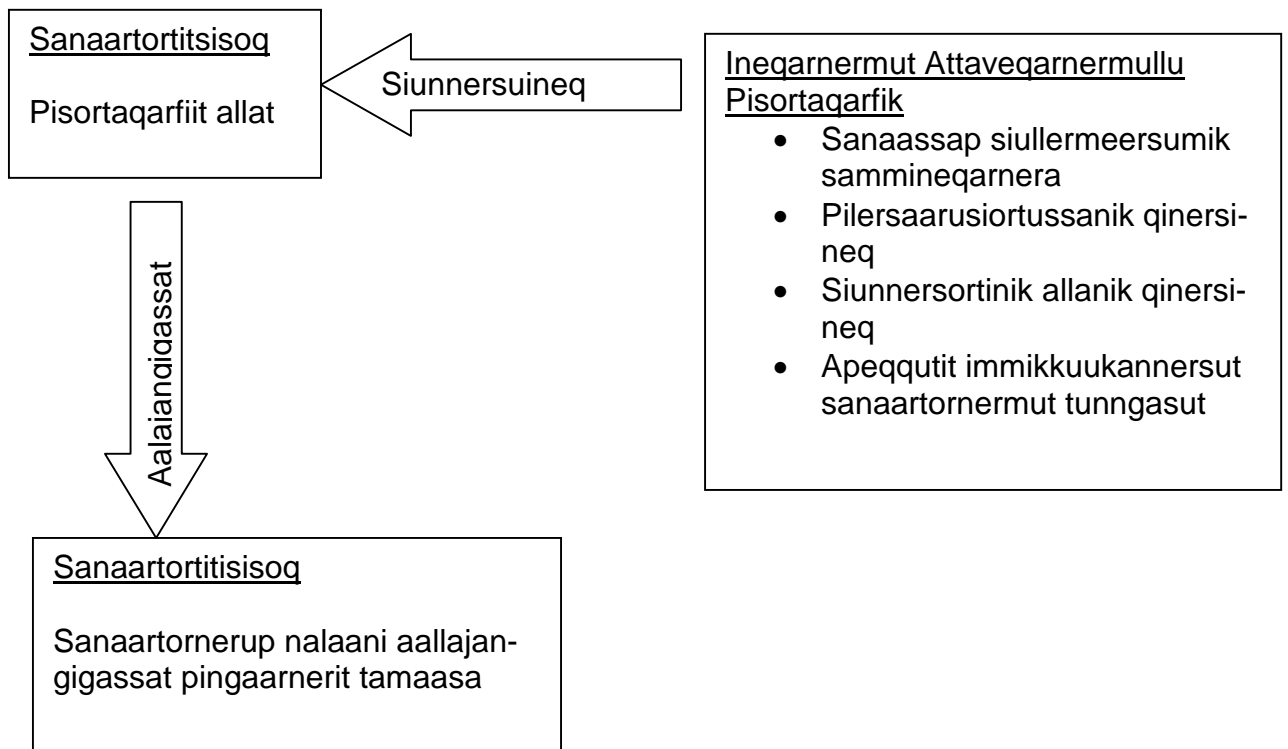 Sanaartortitsisoq
Pisortaqarfiit allat
Siunnersuineq
Ineqarnermut Attaveqarnermullu
Pisortaqarfik
• Sanaassap siullermeersumik
sammineqarnera
• Pilersaarusiortussanik qinersi-
neq
• Siunnersortinik allanik qinersi-
neq
• Apeqqutit immikkuukannersut
sanaartornermut tunngasut
Aalajangigassat
Sanaartortitisisoq
Sanaartornerup nalaani aallajan-
gigassat pingaarnerit tamaasa